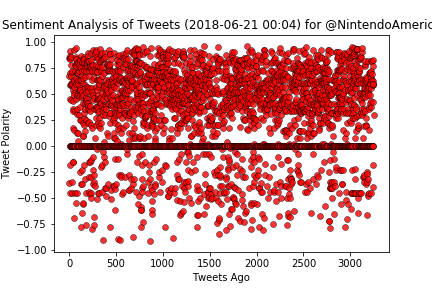 Sentiment Analysis of Tweets (2018-06-21 00:04) for @NintendoAmeric
1.00
0.75
0.50
0.25
0.00
−0.25
−0.50
−0.75
−1.00
Tweet Polarity
0 500 1000 1500 2000 2500 3000
Tweets Ago